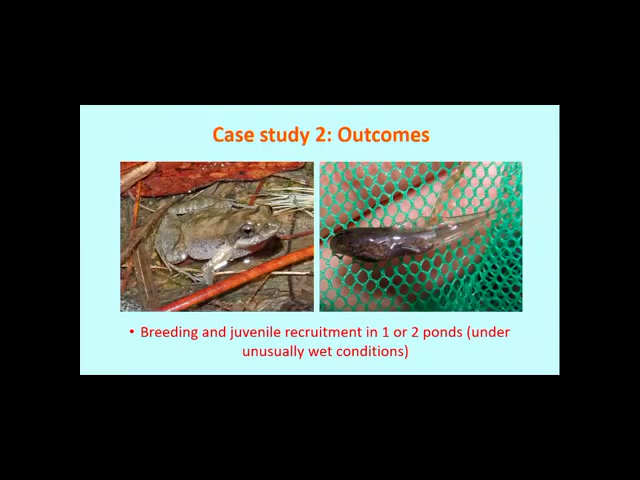 Case study 2: Outcomes
• Breeding and juvenile recruitment in 1 or 2 ponds (under
unusually wet conditions)